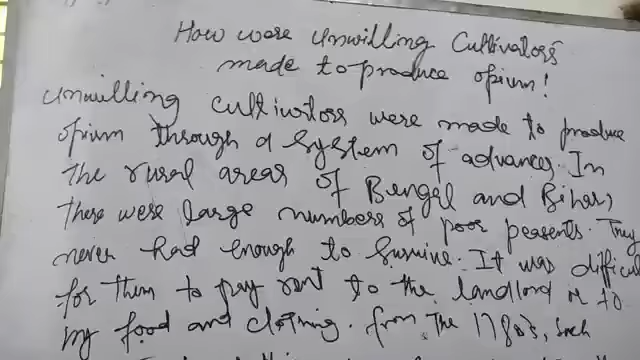 How were unwilling Cultivators
made to produce opium!
Unwilling cultivators were made to produce
opium through a system of advances. In
The rural areas of Bengal and Bihar,
there were large numbers of poor peasents. They
never had enough to Survive. It was difficul
for them to pay rent to the landlord or to
food and clothing. from The 1780s, such